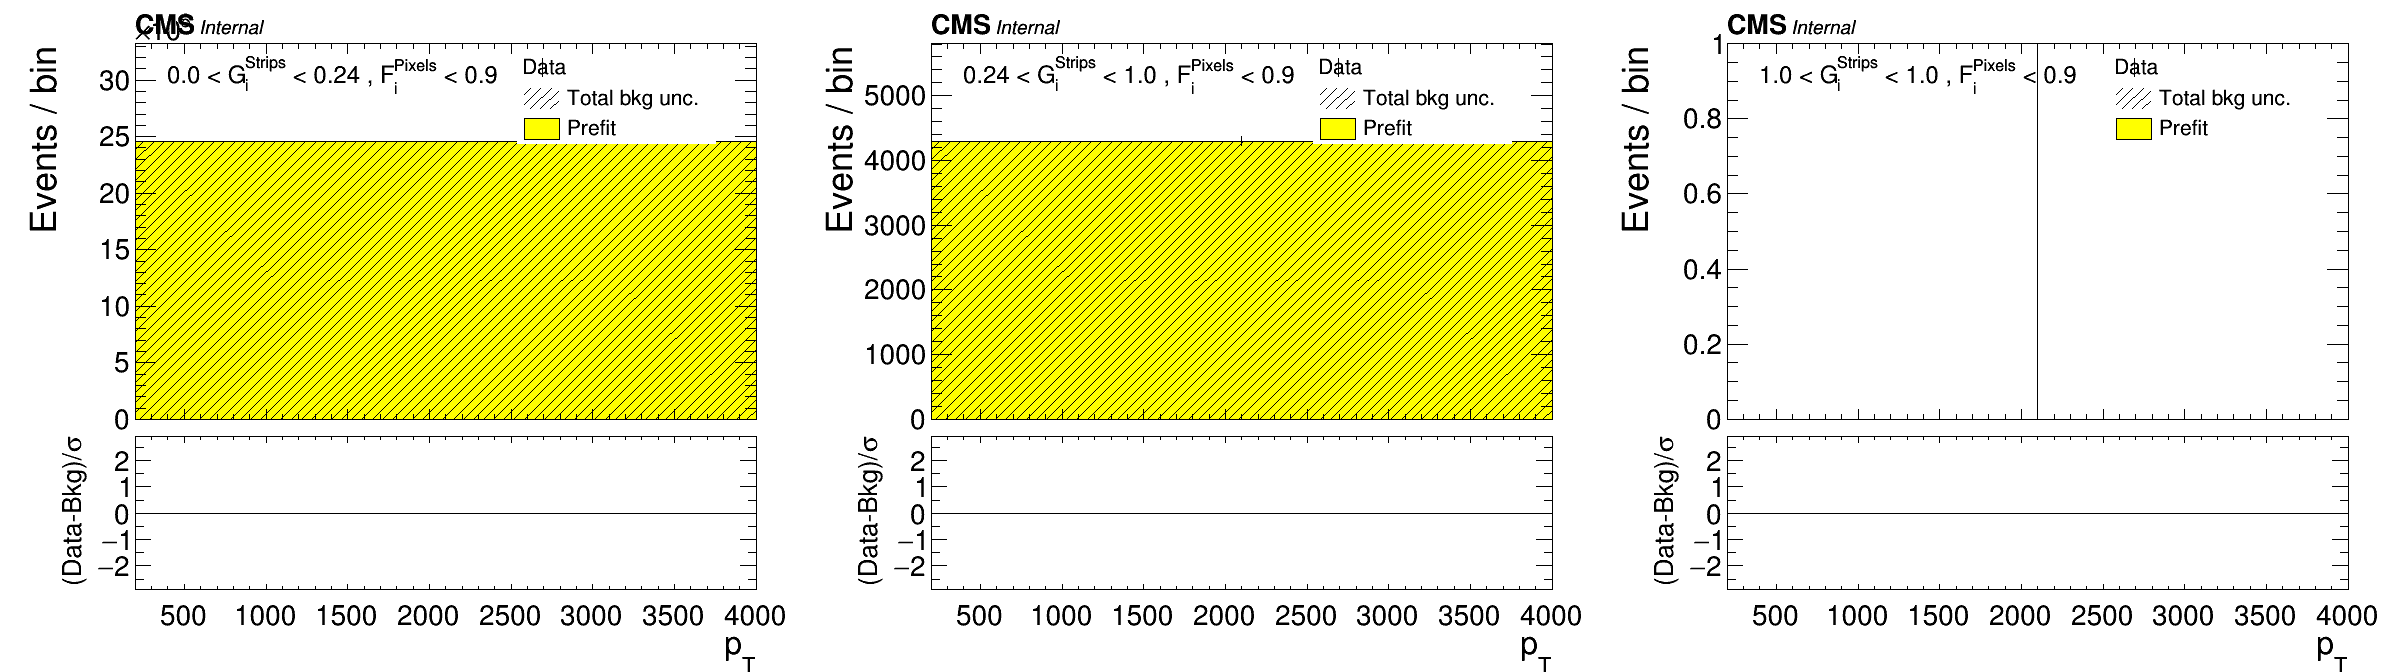 CMS Internal
Events / bin
0.0 < G_i^Strips < 0.24 , F_i^Pixels < 0.9
Data
Total bkg unc.
Prefit
30
25
20
15
10
5
0
(Data-Bkg)/σ
2
1
0
−1
−2
500 1000 1500 2000 2500 3000 3500 4000
p_T
CMS Internal
Events / bin
0.24 < G_i^Strips < 1.0 , F_i^Pixels < 0.9
Data
Total bkg unc.
Prefit
5000
4000
3000
2000
1000
0
(Data-Bkg)/σ
2
1
0
−1
−2
500 1000 1500 2000 2500 3000 3500 4000
p_T
CMS Internal
Events / bin
1.0 < G_i^Strips < 1.0 , F_i^Pixels < 0.9
Data
Total bkg unc.
Prefit
1
0.8
0.6
0.4
0.2
0
(Data-Bkg)/σ
2
1
0
−1
−2
500 1000 1500 2000 2500 3000 3500 4000
p_T